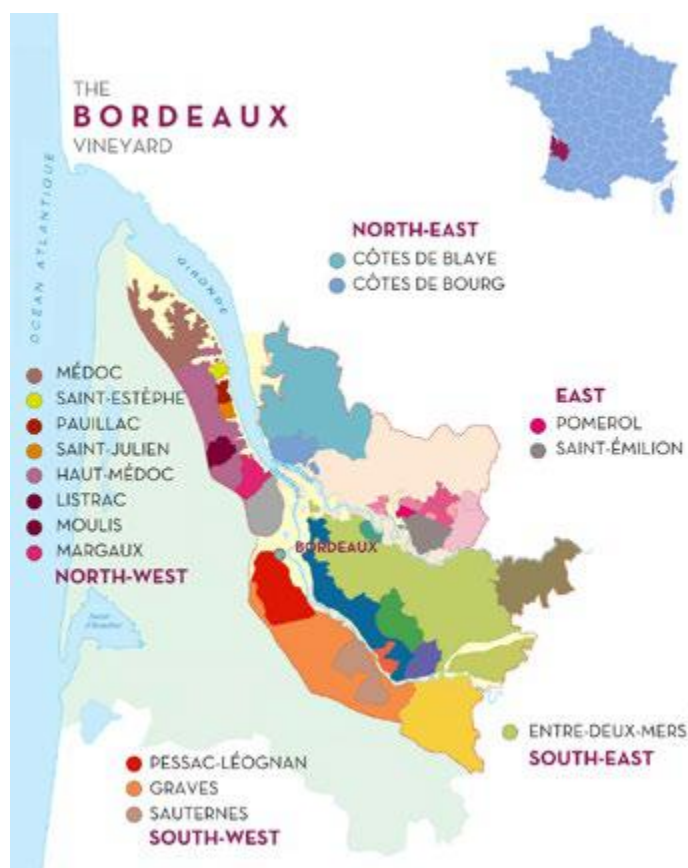 THE
BORDEAUX
VINEYARD
OCEAN ATLANTIQUE
GIRONDE
NORTH-EAST
CÔTES DE BLAYE
CÔTES DE BOURG
MÉDOC
SAINT-ESTÈPHE
PAUILLAC
SAINT-JULIEN
HAUT-MÉDOC
LISTRAC
MOULIS
MARGAUX
NORTH-WEST
EAST
POMEROL
SAINT-ÉMILION
BORDEAUX
ENTRE-DEUX-MERS
SOUTH-EAST
PESSAC-LÉOGNAN
GRAVES
SAUTERNES
SOUTH-WEST